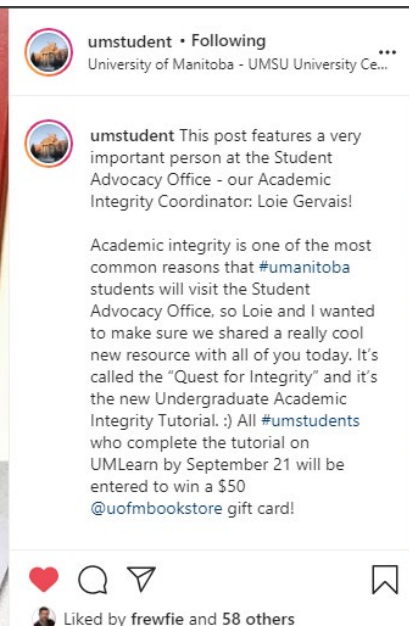 umstudent • Following
University of Manitoba - UMSU University Ce...
umstudent This post features a very
important person at the Student
Advocacy Office - our Academic
Integrity Coordinator: Loie Gervais!
Academic integrity is one of the most
common reasons that #umanitoba
students will visit the Student
Advocacy Office, so Loie and I wanted
to make sure we shared a really cool
new resource with all of you today. It's
called the “Quest for Integrity” and it's
the new Undergraduate Academic
Integrity Tutorial. :) All #umstudents
who complete the tutorial on
UMLearn by September 21 will be
entered to win a $50
@uofmbookstore gift card!
Liked by frewfie and 58 others